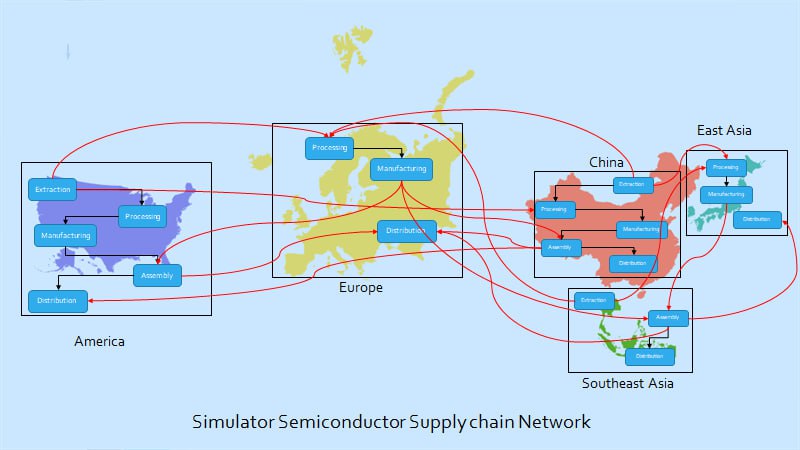 East Asia
China
Processing
Processing
Manufacturing
Extraction
Extraction
Manufacturing
Processing
Processing
Distribution
Manufacturing
Distribution
Manufacturing
Assembly
Distribution
Assembly
Europe
Distribution
Extraction
Assembly
America
Distribution
Southeast Asia
Simulator Semiconductor Supply chain Network